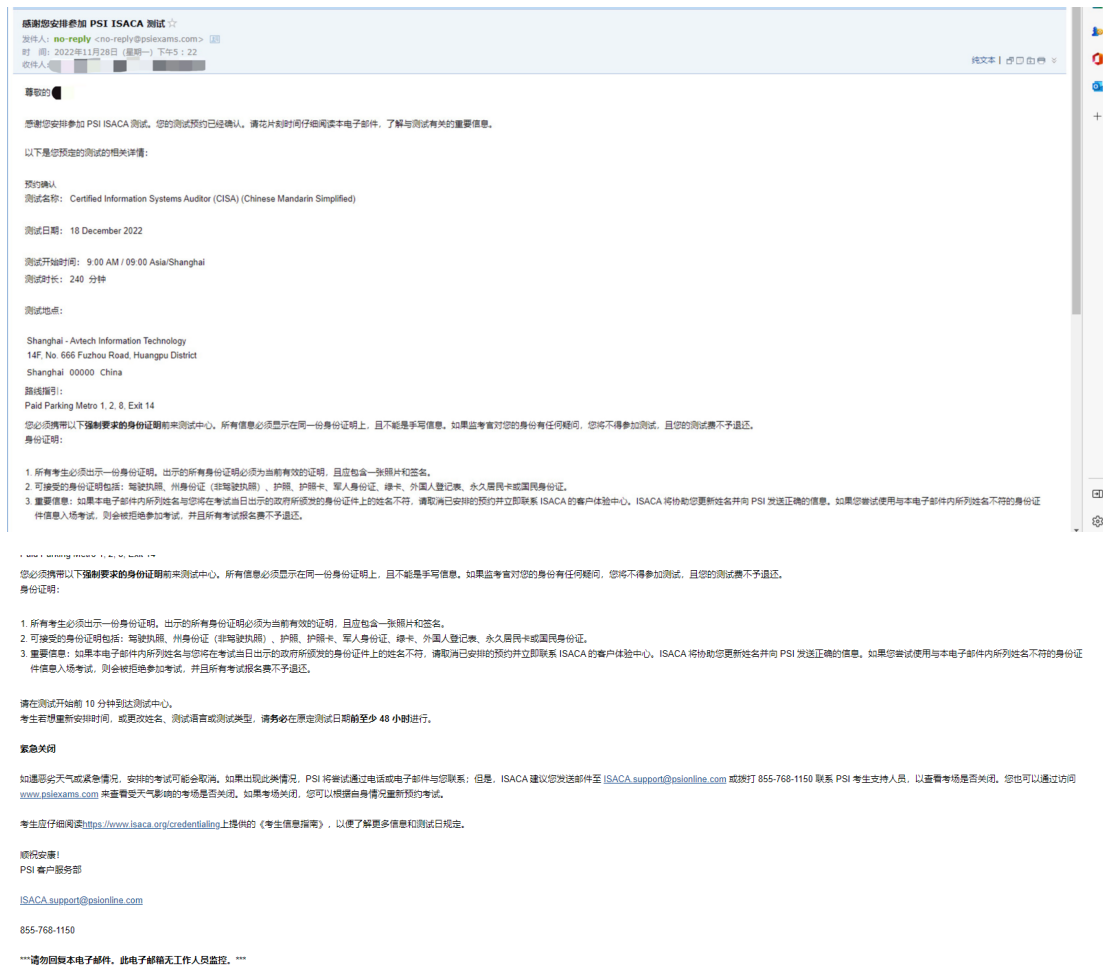 感谢您安排参加 PSI ISACA 测试☆
发件人: no-reply <no-reply@psiexams.com>
时 间: 2022年11月28日 (星期一) 下午5:22
收件人:
纯文本 |
尊敬的
感谢您安排参加 PSI ISACA 测试。您的测试预约已经确认。请花片刻时间仔细阅读本电子邮件,了解与测试有关的重要信息。
以下是您预定的测试的相关详情:
预约确认
测试名称: Certified Information Systems Auditor (CISA) (Chinese Mandarin Simplified)
测试日期: 18 December 2022
测试开始时间: 9:00 AM / 09:00 Asia/Shanghai
测试时长: 240 分钟
测试地点:
Shanghai - Avtech Information Technology
14F, No. 666 Fuzhou Road, Huangpu District
Shanghai 00000 China
路线指引:
Paid Parking Metro 1, 2, 8, Exit 14
您必须携带以下强制要求的身份证明前来测试中心。所有信息必须显示在同一份身份证明上,且不能是手写信息。如果监考官对您的身份有任何疑问,您将不得参加测试,且您的测试费不予退还。
身份证明:
1. 所有考生必须出示一份身份证明。出示的所有身份证明必须为当前有效的证明,且应包含一张照片和签名。
2. 可接受的身份证明包括:驾驶执照、州身份证(非驾驶执照)、护照、护照卡、军人身份证、绿卡、外国人登记表、永久居民卡或国民身份证。
3. 重要信息:如果本电子邮件内所列姓名与您将在考试当日出示的政府所颁发的身份证件上的姓名不符,请取消已安排的预约并立即联系 ISACA 的客户体验中心。ISACA 将协助您更新姓名并向 PSI 发送正确的信息。如果您尝试使用与本电子邮件内所列姓名不符的身份证
件信息入场考试,则会被拒绝参加考试,并且所有考试报名费不予退还。
Paid Parking Metro 1, 2, 8, Exit 14
您必须携带以下强制要求的身份证明前来测试中心。所有信息必须显示在同一份身份证明上,且不能是手写信息。如果监考官对您的身份有任何疑问,您将不得参加测试,且您的测试费不予退还。
身份证明:
1. 所有考生必须出示一份身份证明。出示的所有身份证明必须为当前有效的证明,且应包含一张照片和签名。
2. 可接受的身份证明包括:驾驶执照、州身份证(非驾驶执照)、护照、护照卡、军人身份证、绿卡、外国人登记表、永久居民卡或国民身份证。
3. 重要信息:如果本电子邮件内所列姓名与您将在考试当日出示的政府所颁发的身份证件上的姓名不符,请取消已安排的预约并立即联系 ISACA 的客户体验中心。ISACA 将协助您更新姓名并向 PSI 发送正确的信息。如果您尝试使用与本电子邮件内所列姓名不符的身份证
件信息入场考试,则会被拒绝参加考试,并且所有考试报名费不予退还。
请在测试开始前 10 分钟到达测试中心。
考生若想重新安排时间,或更改姓名、测试语言或测试类型,请务必在原定测试日期前至少 48 小时进行。
紧急关闭
如遇恶劣天气或紧急情况,安排的考试可能会取消。如果出现此类情况,PSI 将尝试通过电话或电子邮件与您联系;但是,ISACA 建议您发送邮件至 ISACA.support@psionline.com 或拨打 855-768-1150 联系 PSI 考生支持人员,以查看考场是否关闭。您也可以通过访问
www.psiexams.com 来查看受天气影响的考场是否关闭。如果考场关闭,您可以根据自身情况重新预约考试。
考生应仔细阅读https://www.isaca.org/credentialing上提供的《考生信息指南》,以便了解更多信息和测试日规定。
顺祝安康!
PSI 客户服务部
ISACA.support@psionline.com
855-768-1150
***请勿回复本电子邮件。此电子邮箱无工作人员监控。***